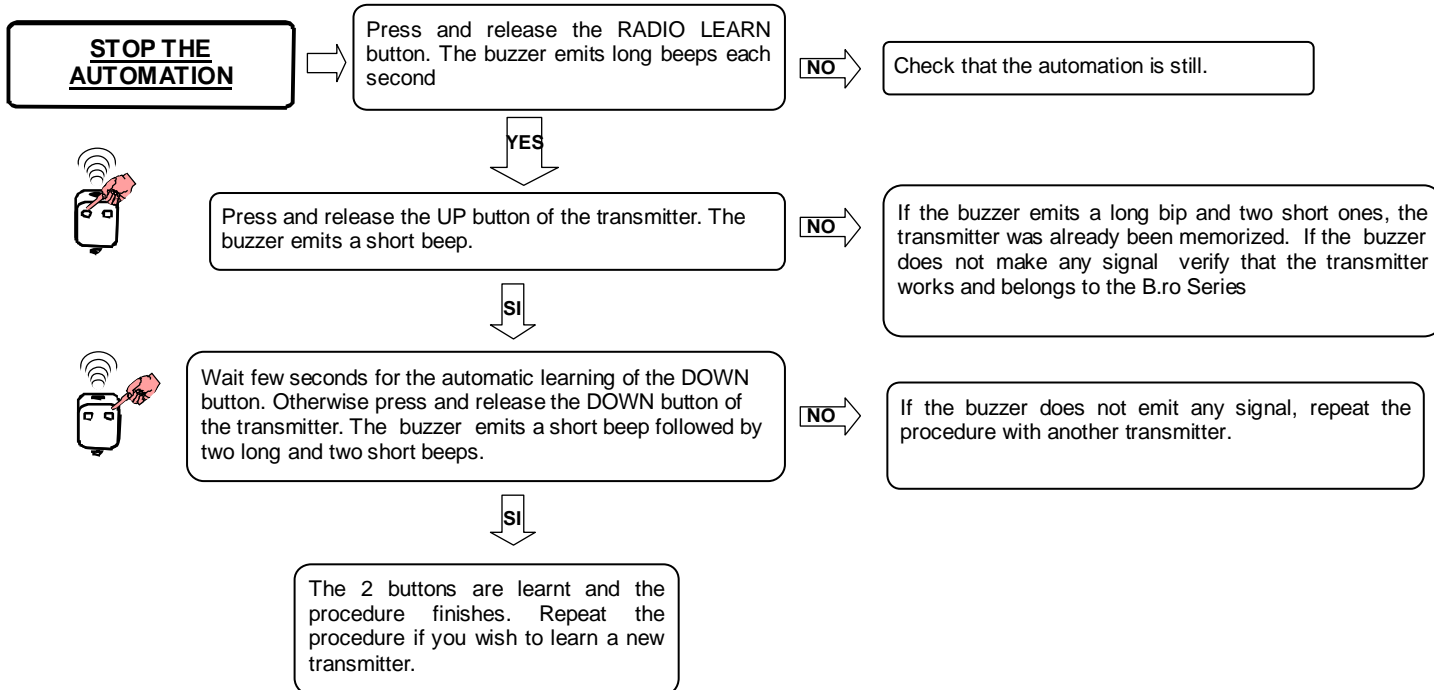 STOP THE
AUTOMATION
Press and release the RADIO LEARN
button. The buzzer emits long beeps each
second
NO
Check that the automation is still.
YES
Press and release the UP button of the transmitter. The
buzzer emits a short beep.
NO
If the buzzer emits a long bip and two short ones, the
transmitter was already been memorized. If the buzzer
does not make any signal verify that the transmitter
works and belongs to the B.ro Series
SI
Wait few seconds for the automatic learning of the DOWN
button. Otherwise press and release the DOWN button of
the transmitter. The buzzer emits a short beep followed by
two long and two short beeps.
NO
If the buzzer does not emit any signal, repeat the
procedure with another transmitter.
SI
The 2 buttons are learnt and the
procedure finishes. Repeat the
procedure if you wish to learn a new
transmitter.